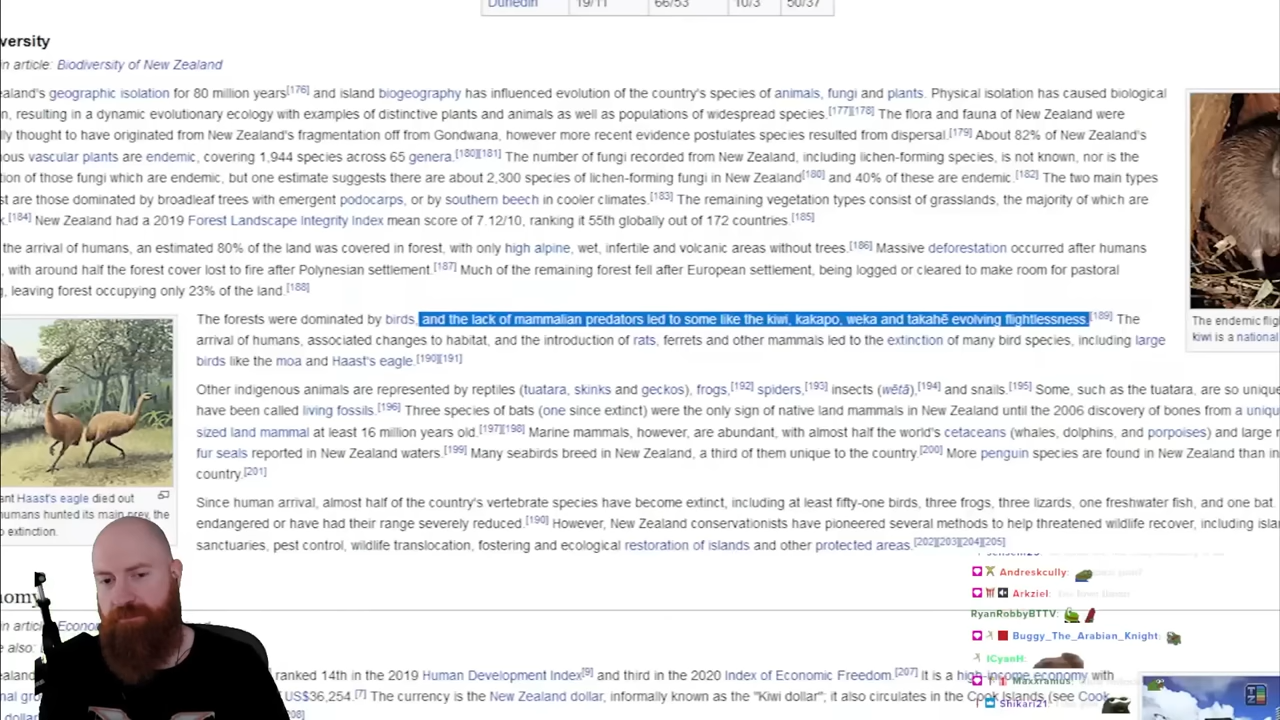 Dunedin 19/11 66/53 10/3 50/37
versity
in article: Biodiversity of New Zealand
ealand's geographic isolation for 80 million years[176] and island biogeography has influenced evolution of the country's species of animals, fungi and plants. Physical isolation has caused biological
n, resulting in a dynamic evolutionary ecology with examples of distinctive plants and animals as well as populations of widespread species.[177][178] The flora and fauna of New Zealand were
ly thought to have originated from New Zealand's fragmentation off from Gondwana, however more recent evidence postulates species resulted from dispersal.[179] About 82% of New Zealand's
ous vascular plants are endemic, covering 1,944 species across 65 genera.[180][181] The number of fungi recorded from New Zealand, including lichen-forming species, is not known, nor is the
tion of those fungi which are endemic, but one estimate suggests there are about 2,300 species of lichen-forming fungi in New Zealand[180] and 40% of these are endemic.[182] The two main types
st are those dominated by broadleaf trees with emergent podocarps, or by southern beech in cooler climates.[183] The remaining vegetation types consist of grasslands, the majority of which are
k.[184] New Zealand had a 2019 Forest Landscape Integrity Index mean score of 7.12/10, ranking it 55th globally out of 172 countries.[185]
the arrival of humans, an estimated 80% of the land was covered in forest, with only high alpine, wet, infertile and volcanic areas without trees.[186] Massive deforestation occurred after humans
, with around half the forest cover lost to fire after Polynesian settlement.[187] Much of the remaining forest fell after European settlement, being logged or cleared to make room for pastoral
g, leaving forest occupying only 23% of the land.[188]
The forests were dominated by birds, and the lack of mammalian predators led to some like the kiwi, kakapo, weka and takahē evolving flightlessness.[189] The
arrival of humans, associated changes to habitat, and the introduction of rats, ferrets and other mammals led to the extinction of many bird species, including large
birds like the moa and Haast's eagle.[190][191]
The endemic flig
kiwi is a national
Other indigenous animals are represented by reptiles (tuatara, skinks and geckos), frogs,[192] spiders,[193] insects (wētā),[194] and snails.[195] Some, such as the tuatara, are so unique
have been called living fossils.[196] Three species of bats (one since extinct) were the only sign of native land mammals in New Zealand until the 2006 discovery of bones from a uniqu
sized land mammal at least 16 million years old.[197][198] Marine mammals, however, are abundant, with almost half the world's cetaceans (whales, dolphins, and porpoises) and large n
fur seals reported in New Zealand waters.[199] Many seabirds breed in New Zealand, a third of them unique to the country.[200] More penguin species are found in New Zealand than in
country.[201]
ant Haast's eagle died out
humans hunted its main prey, the
o extinction.
Since human arrival, almost half of the country's vertebrate species have become extinct, including at least fifty-one birds, three frogs, three lizards, one freshwater fish, and one bat
endangered or have had their range severely reduced.[190] However, New Zealand conservationists have pioneered several methods to help threatened wildlife recover, including isla
sanctuaries, pest control, wildlife translocation, fostering and ecological restoration of islands and other protected areas.[202][203][204][205]
Andreskcully:
Arkziel:
RyanRobbyBTTV:
Buggy_The_Arabian_Knight:
ICyanH:
Maxxramus:
Shikari21:
nomy
in article: Econo
e also:
ealand ranked 14th in the 2019 Human Development Index[9] and third in the 2020 Index of Economic Freedom.[207] It is a high-income economy with
nal gro US$36,254.[7] The currency is the New Zealand dollar, informally known as the "Kiwi dollar"; it also circulates in the Cook Islands (see Cook
dollar